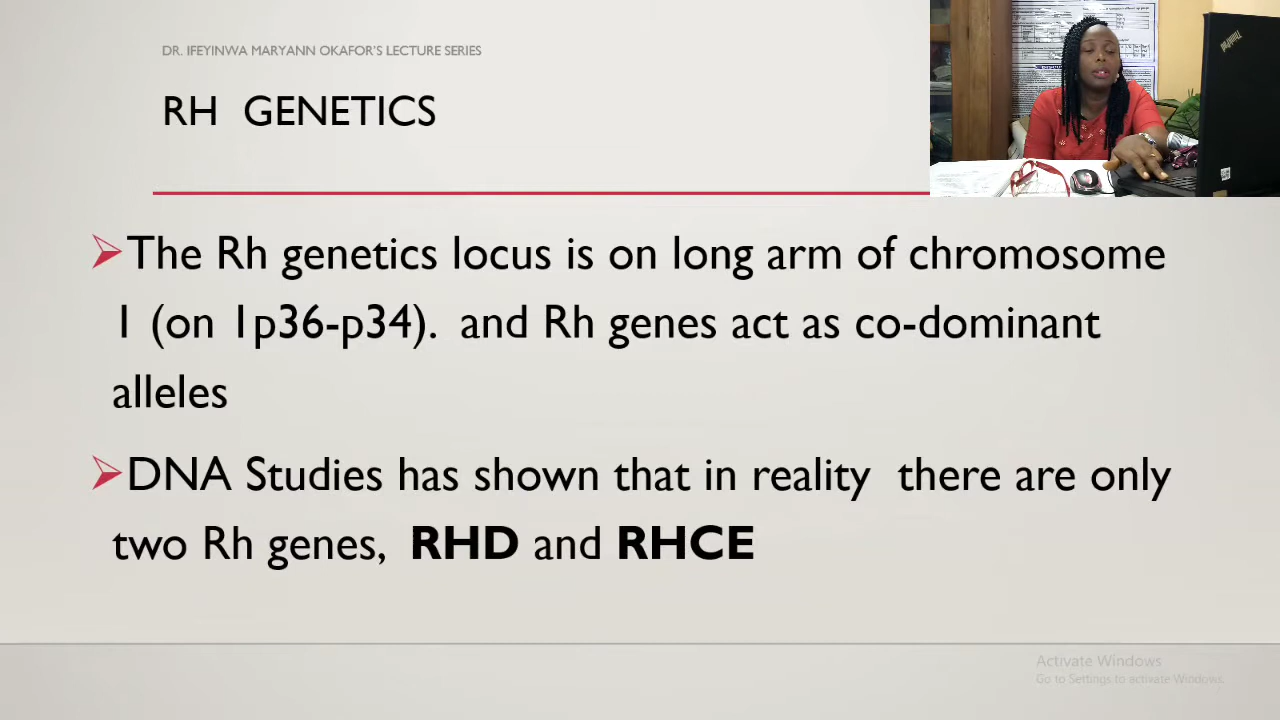 DR. IFEYINWA MARYANN OKAFOR'S LECTURE SERIES
RH GENETICS
➢The Rh genetics locus is on long arm of chromosome
1 (on 1p36-p34). and Rh genes act as co-dominant
alleles
➢DNA Studies has shown that in reality there are only
two Rh genes, RHD and RHCE
Activate Windows
Go to Settings to activate Windows.